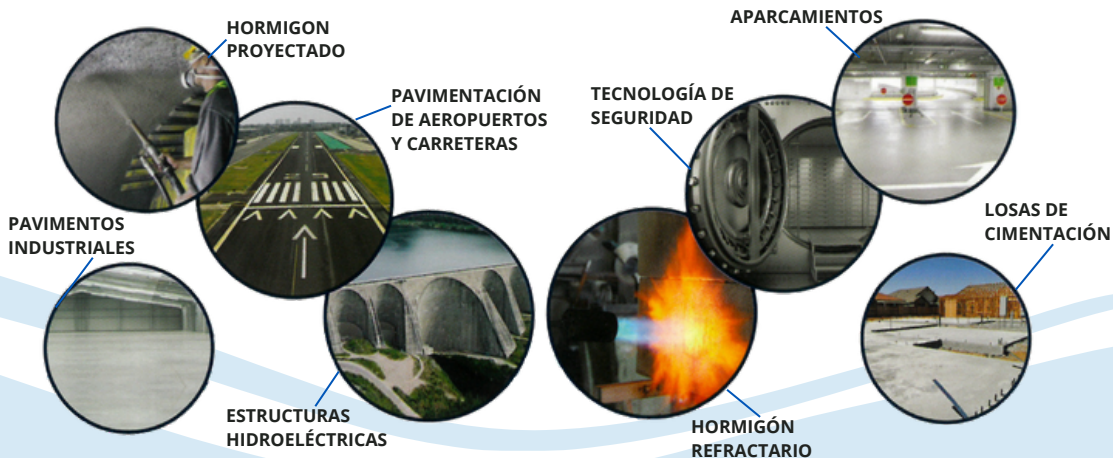 HORMIGON
PROYECTADO
PAVIMENTACIÓN
DE AEROPUERTOS
Y CARRETERAS
PAVIMENTOS
INDUSTRIALES
ESTRUCTURAS
HIDROELÉCTRICAS
APARCAMIENTOS
TECNOLOGÍA DE
SEGURIDAD
LOSAS DE
CIMENTACIÓN
HORMIGÓN
REFRACTARIO